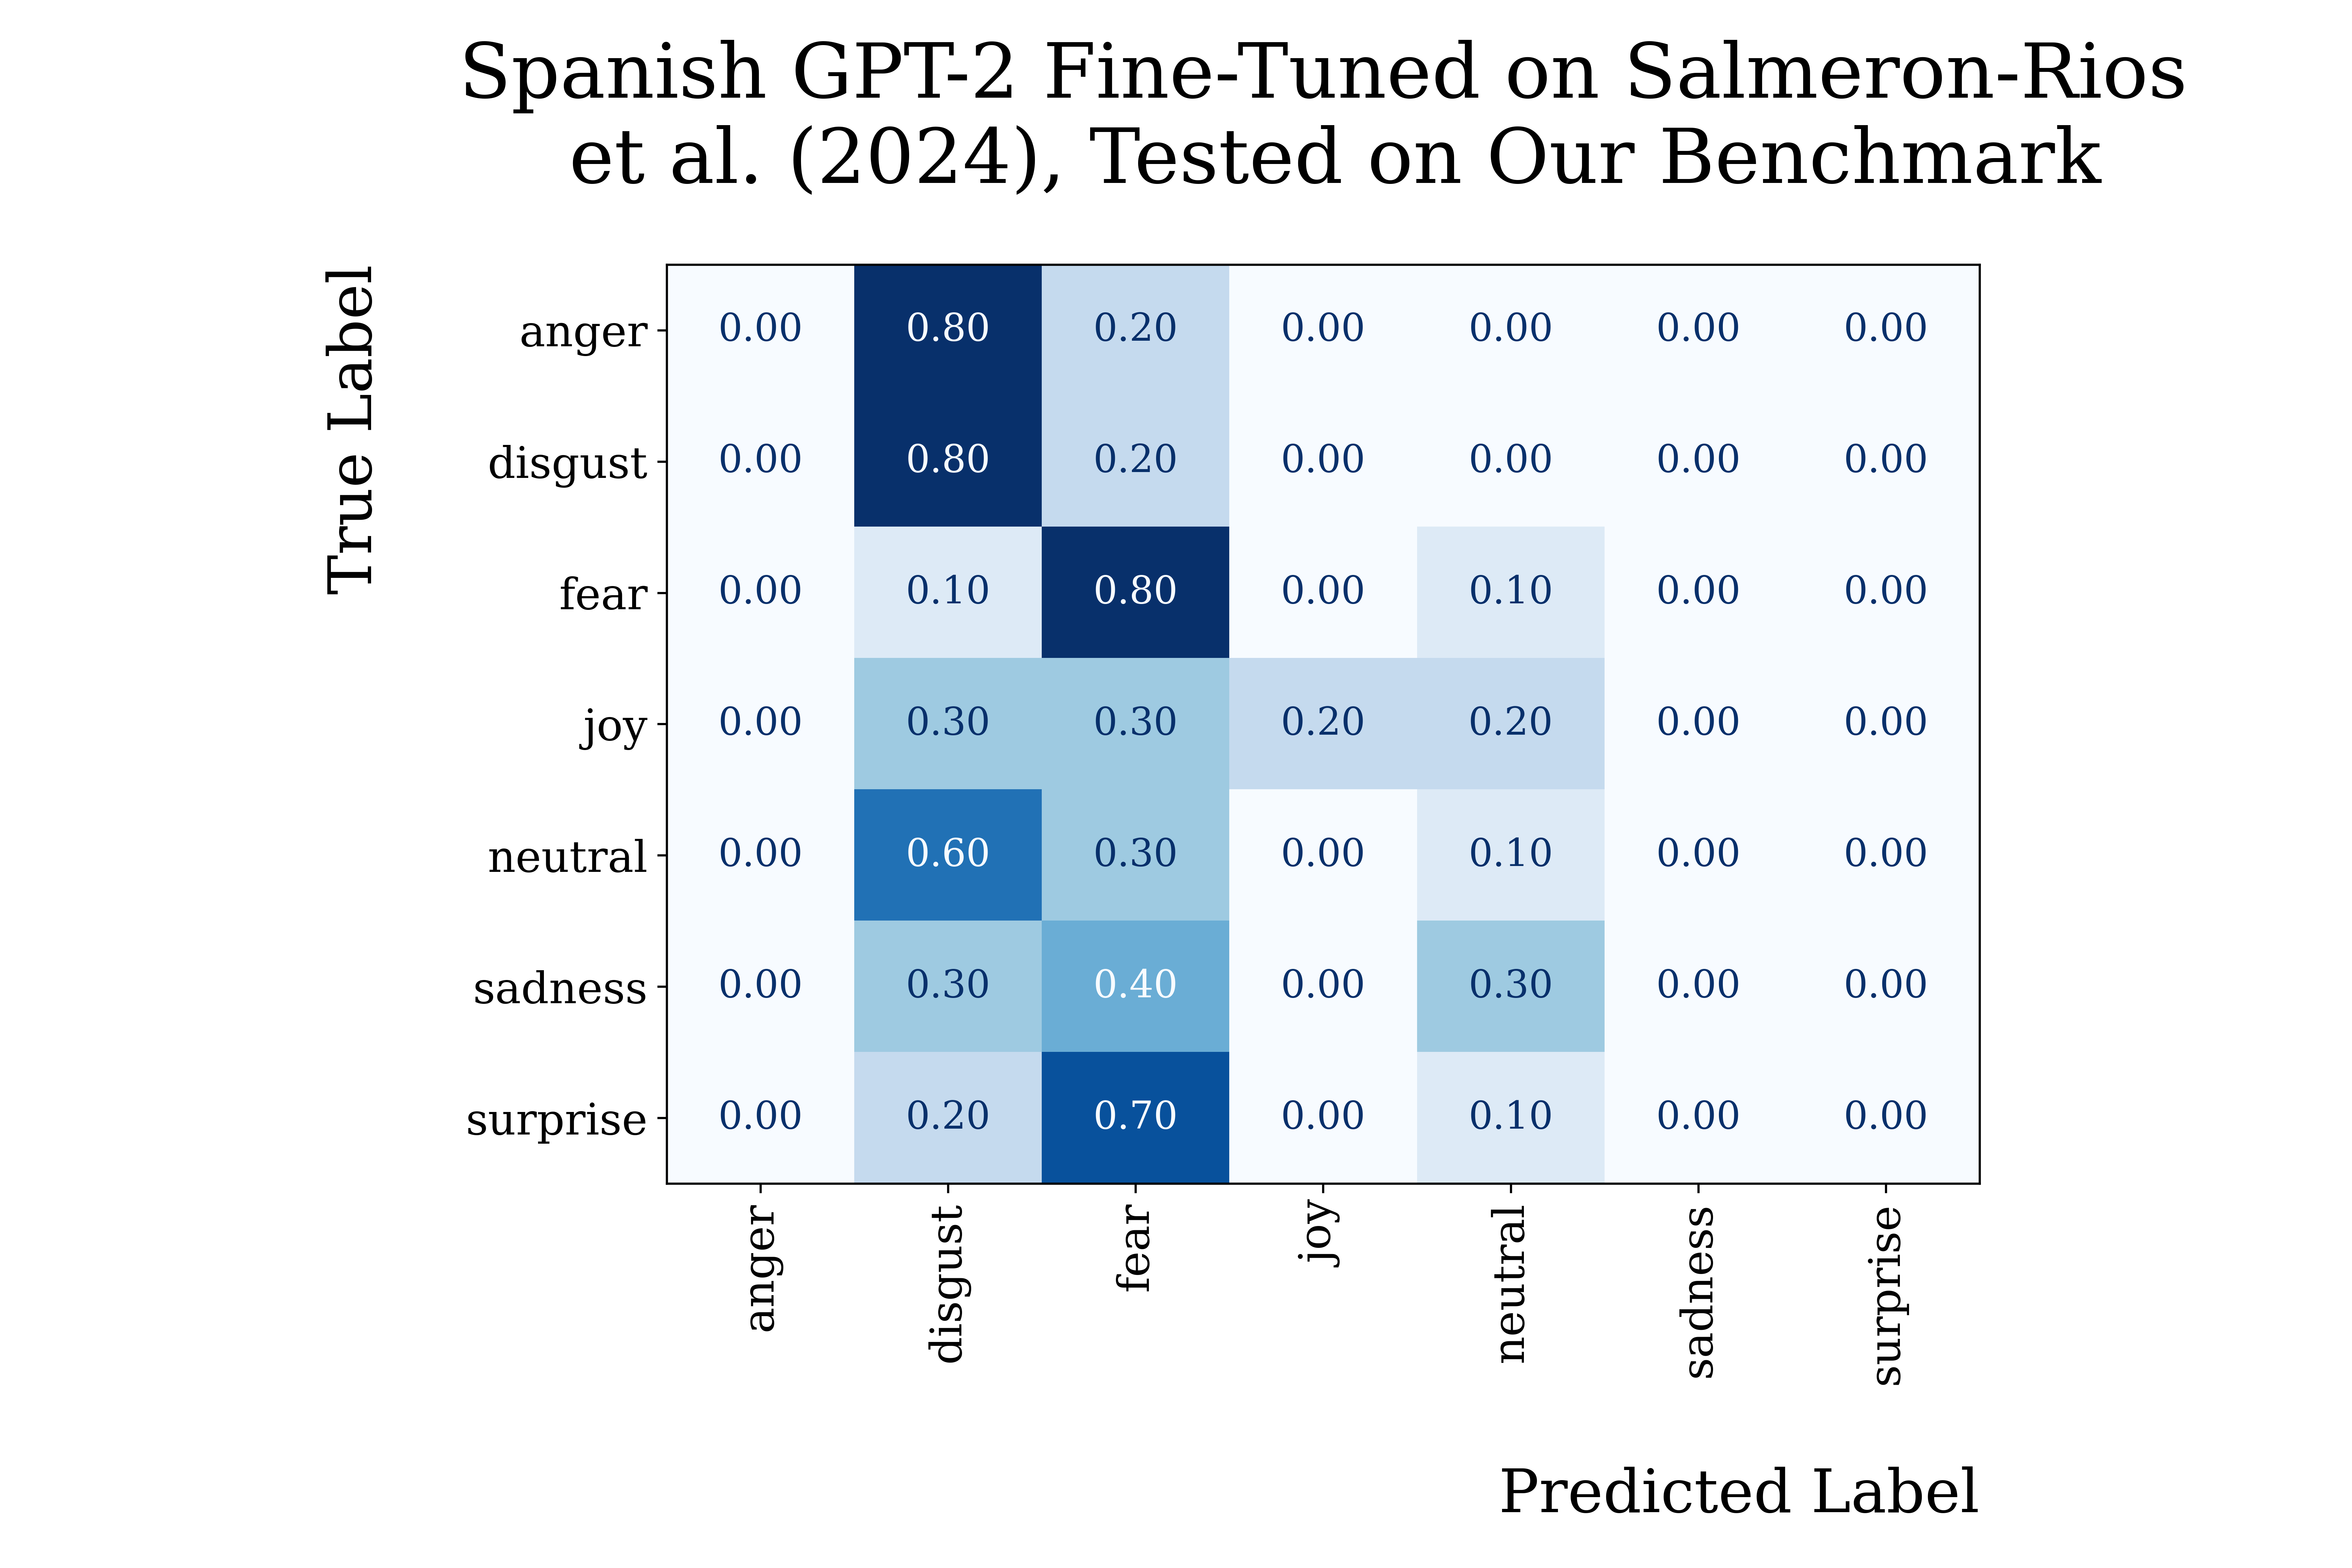 Spanish GPT-2 Fine-Tuned on Salmeron-Rios
et al. (2024), Tested on Our Benchmark
True Label
anger 0.00 0.80 0.20 0.00 0.00 0.00 0.00
disgust 0.00 0.80 0.20 0.00 0.00 0.00 0.00
fear 0.00 0.10 0.80 0.00 0.10 0.00 0.00
joy 0.00 0.30 0.30 0.20 0.20 0.00 0.00
neutral 0.00 0.60 0.30 0.00 0.10 0.00 0.00
sadness 0.00 0.30 0.40 0.00 0.30 0.00 0.00
surprise 0.00 0.20 0.70 0.00 0.10 0.00 0.00
anger disgust fear joy neutral sadness surprise
Predicted Label